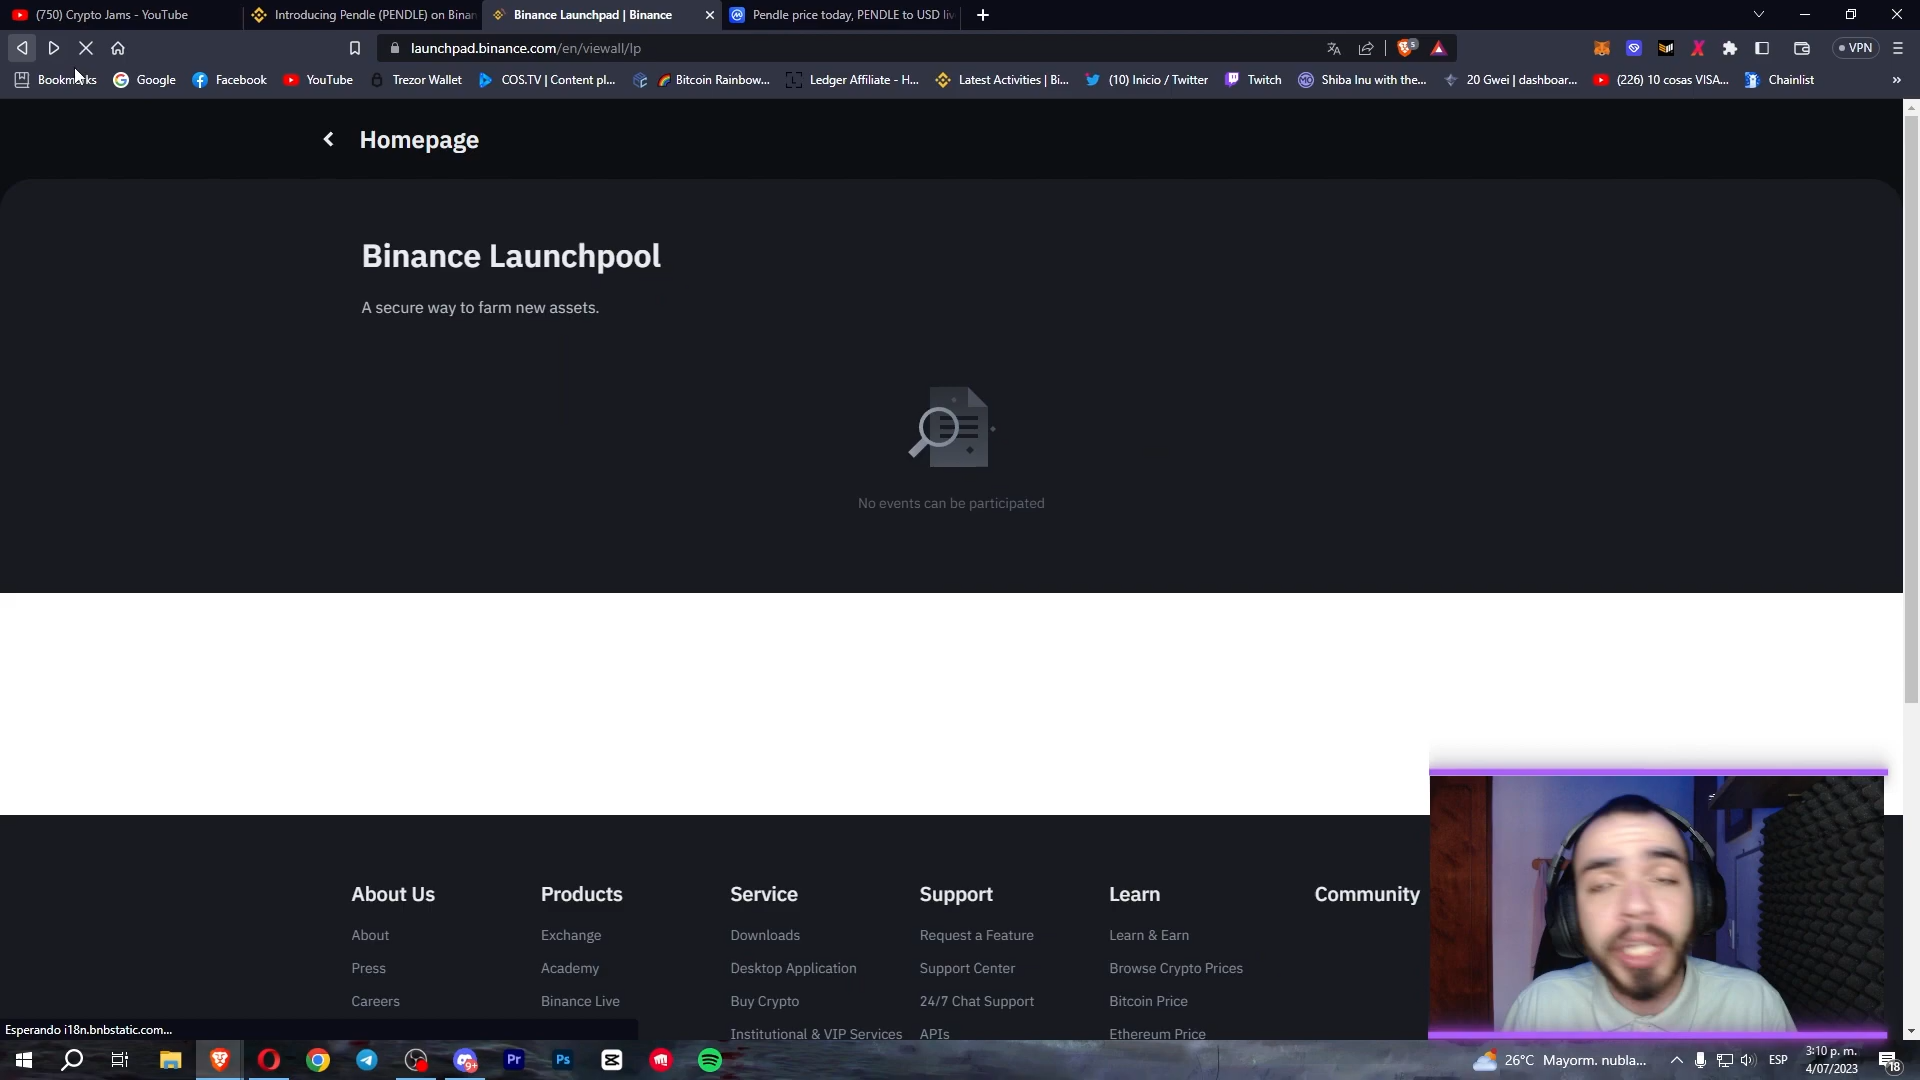 (750) Crypto Jams - YouTube
Introducing Pendle (PENDLE) on Binan
Binance Launchpad | Binance
Pendle price today, PENDLE to USD liv
launchpad.binance.com/en/viewall/lp
5
VPN
Bookmarks
Google
Facebook
YouTube
Trezor Wallet
COS.TV | Content pl...
Bitcoin Rainbow...
Ledger Affiliate - H...
Latest Activities | Bi...
(10) Inicio / Twitter
Twitch
Shiba Inu with the...
20 Gwei | dashboar...
(226) 10 cosas VISA...
Chainlist
Homepage
Binance Launchpool
A secure way to farm new assets.
No events can be participated
About Us
Products
Service
Support
Learn
Community
About
Exchange
Downloads
Request a Feature
Learn & Earn
Press
Academy
Desktop Application
Support Center
Browse Crypto Prices
Careers
Binance Live
Buy Crypto
24/7 Chat Support
Bitcoin Price
Esperando i18n.bnbstatic.com...
Institutional & VIP Services
APIs
Ethereum Price
9+
Pr
Ps
26°C Mayorm. nubla...
ESP
3:10 p. m.
4/07/2023
18